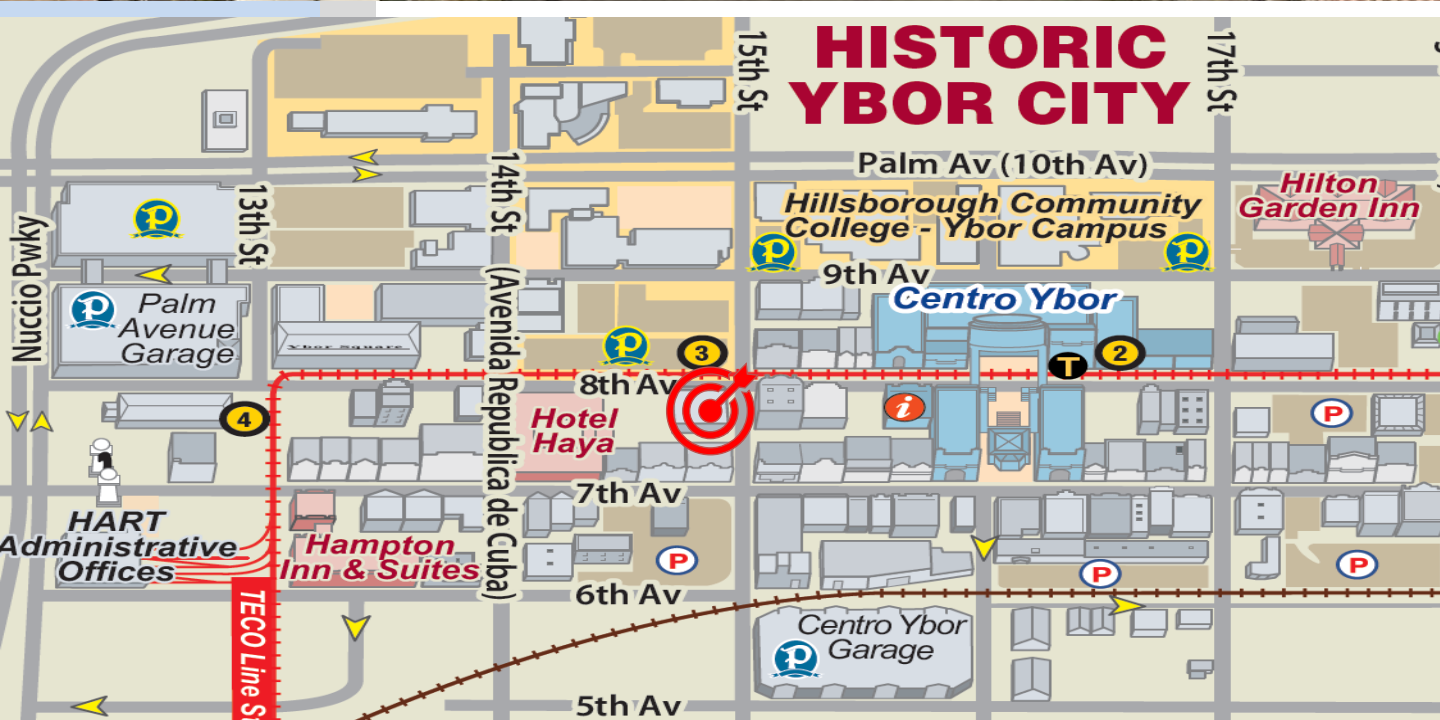 HISTORIC
YBOR CITY
15th St
17th St
Palm Av (10th Av)
14th St
(Avenida Republica de Cuba)
13th St
Nuccio Pwky
Hillsborough Community
College - Ybor Campus
Hilton
Garden Inn
P
P
P
9th Av
Centro Ybor
P
Palm
Avenue
Garage
Ybor Square
P
3
T
2
8th Av
4
Hotel
Haya
i
P
7th Av
HART
Administrative
Offices
Hampton
Inn & Suites
P
P
P
6th Av
TECO Line S
Centro Ybor
Garage
P
5th Av